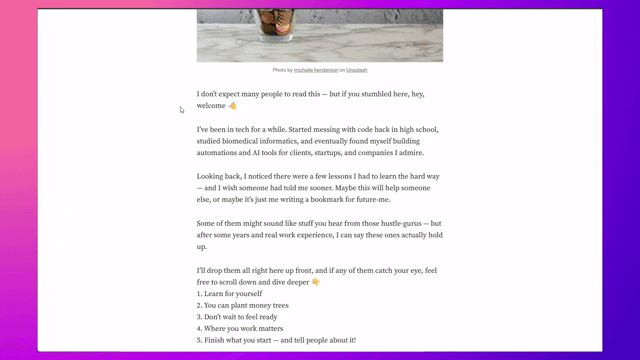 Photo by michelle henderson on Unsplash
I don't expect many people to read this — but if you stumbled here, hey,
welcome 👋
I've been in tech for a while. Started messing with code back in high school,
studied biomedical informatics, and eventually found myself building
automations and AI tools for clients, startups, and companies I admire.
Looking back, I noticed there were a few lessons I had to learn the hard way
— and I wish someone had told me sooner. Maybe this will help someone
else, or maybe it's just me writing a bookmark for future-me.
Some of them might sound like stuff you hear from those hustle-gurus — but
after some years and real work experience, I can say these ones actually hold
up.
I'll drop them all right here up front, and if any of them catch your eye, feel
free to scroll down and dive deeper 👇
1. Learn for yourself
2. You can plant money trees
3. Don't wait to feel ready
4. Where you work matters
5. Finish what you start — and tell people about it!